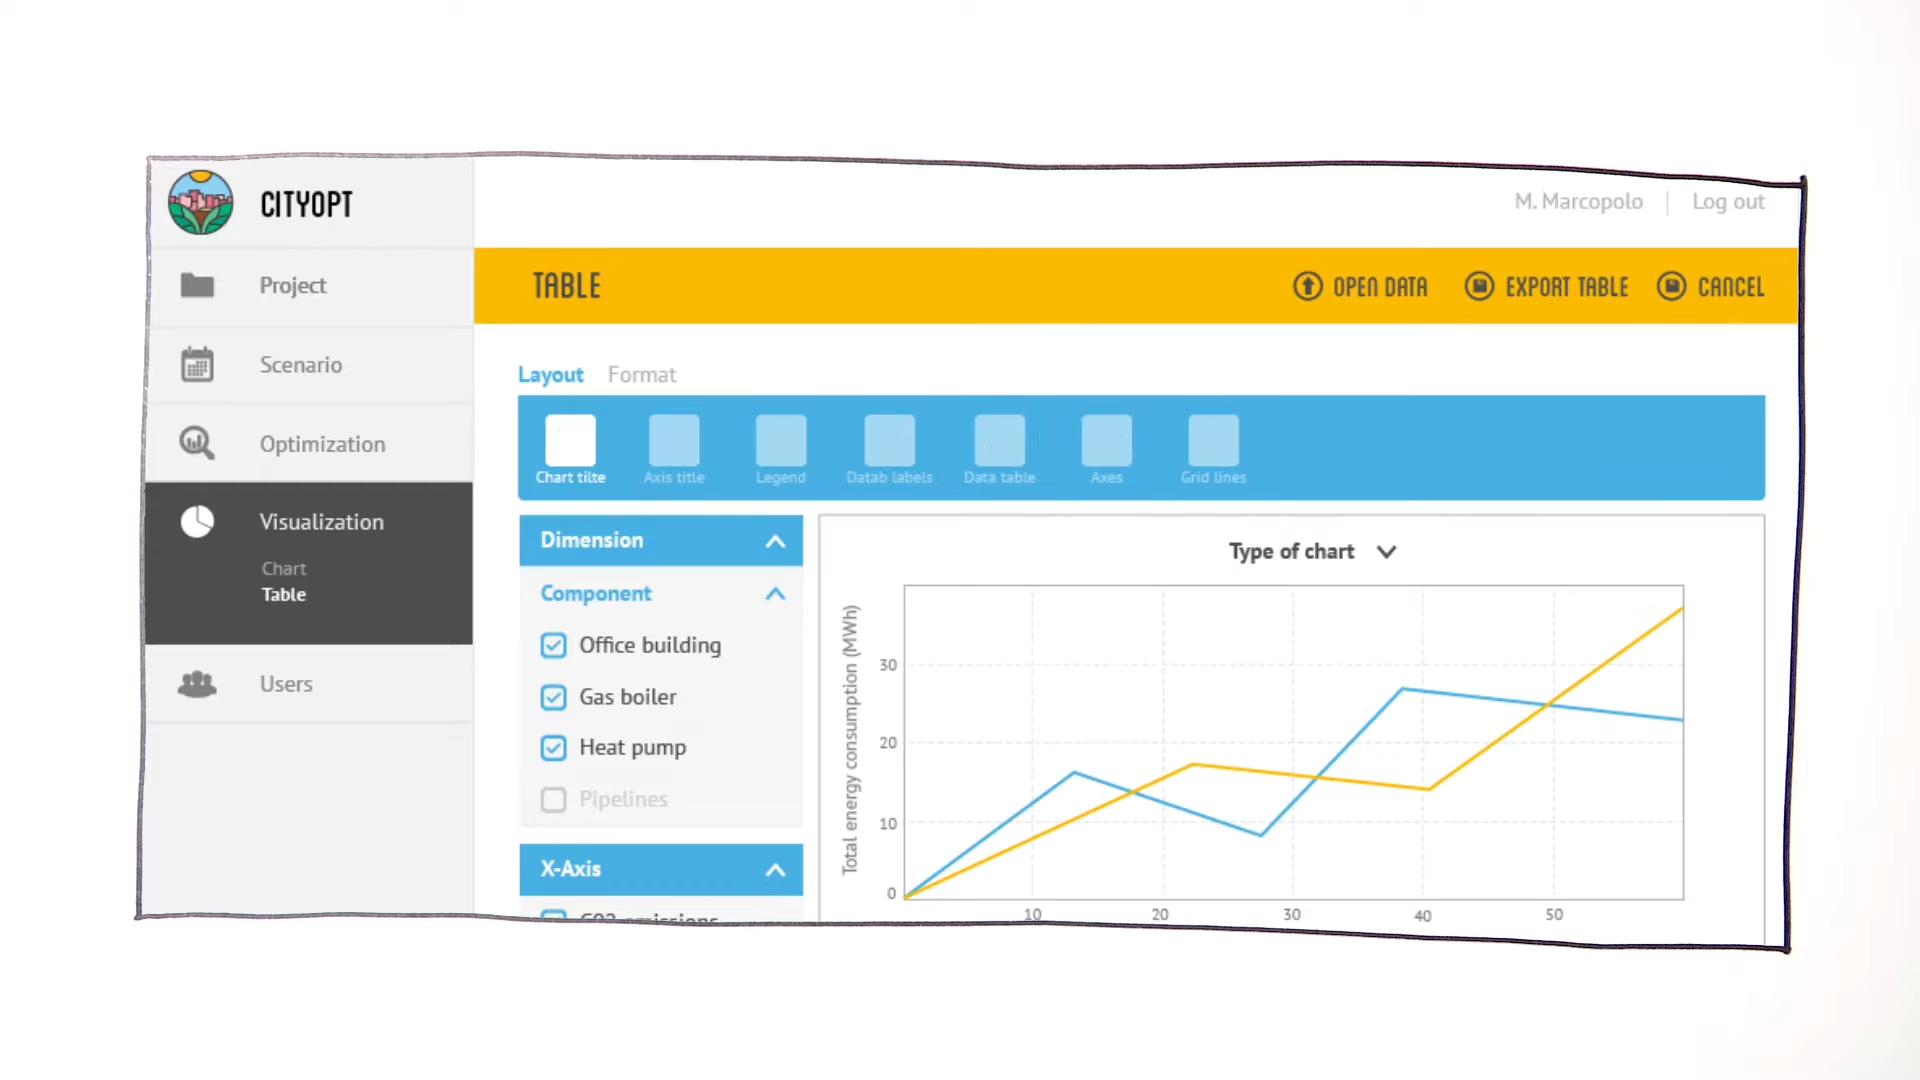 CITYOPT
M. Marcopolo | Log out
Project
TABLE
OPEN DATA
EXPORT TABLE
CANCEL
Scenario
Layout Format
Optimization
Chart tilte
Axis title
Legend
Datab labels
Data table
Axes
Grid lines
Visualization
Chart
Table
Users
Dimension
Component
Office building
Gas boiler
Heat pump
Pipelines
X-Axis
CO2 emissions
Type of chart
Total energy consumption (MWh)
30
20
10
0
10 20 30 40 50